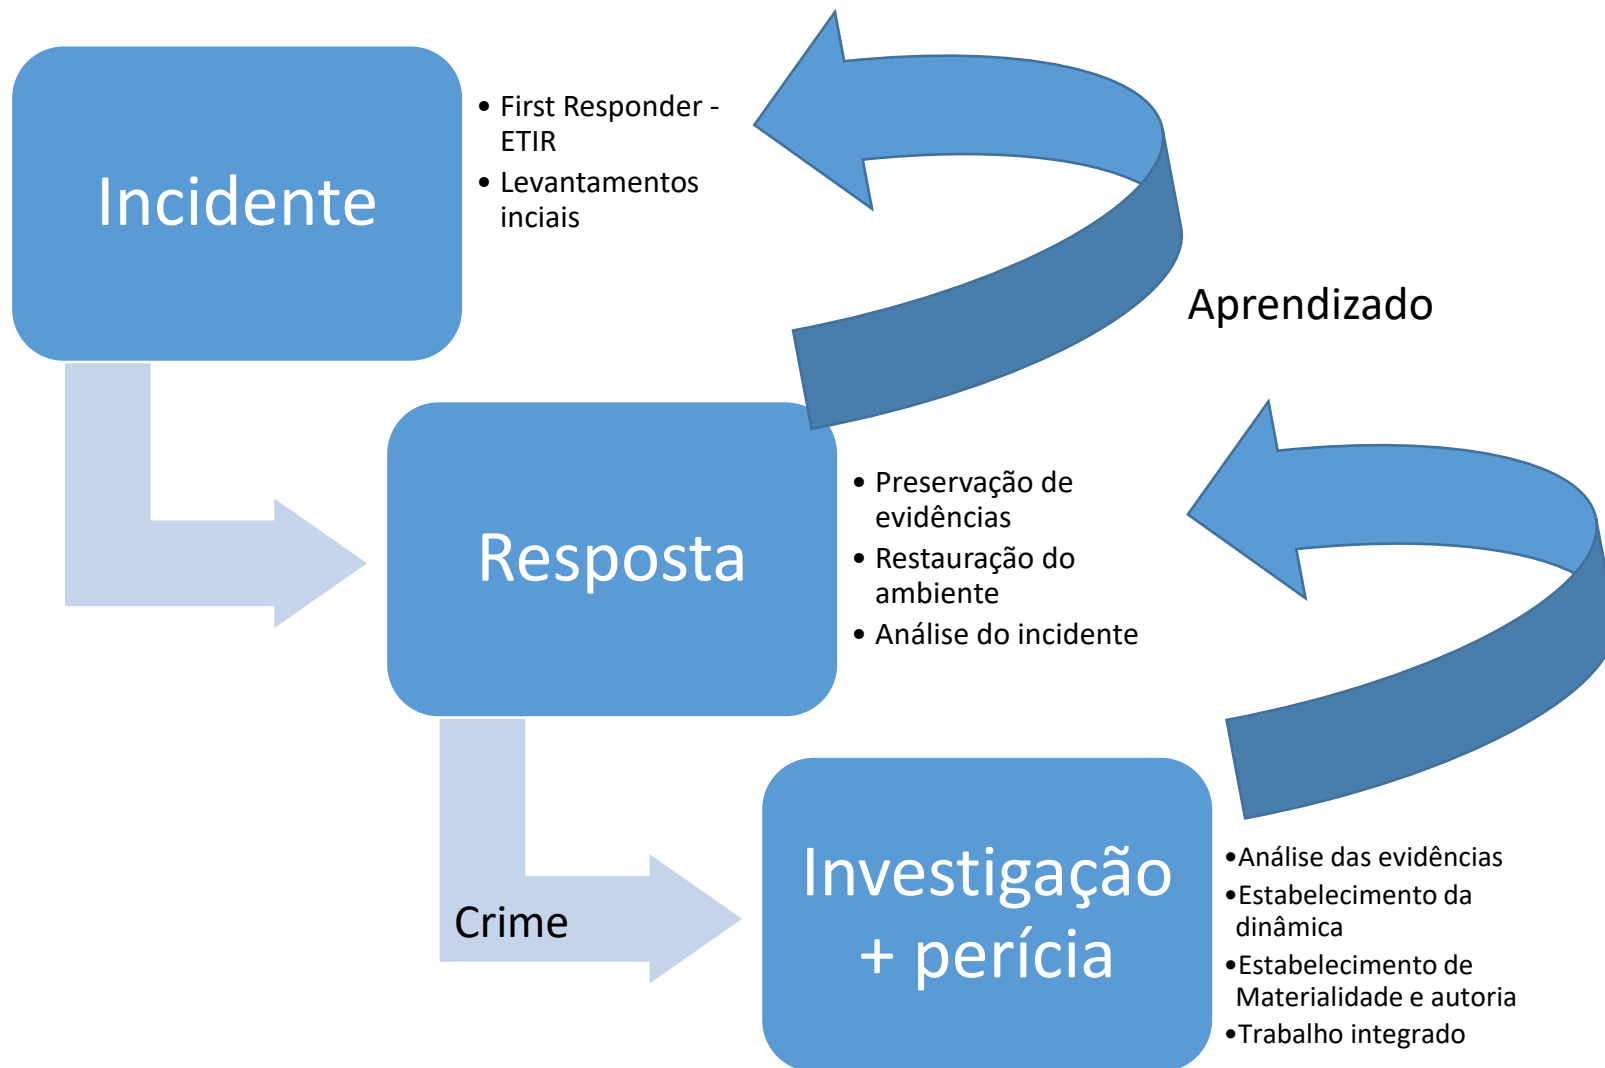 Incidente
• First Responder -
ETIR
• Levantamentos
inciais
Aprendizado
Resposta
• Preservação de
evidências
• Restauração do
ambiente
• Análise do incidente
Crime
Investigação
+ perícia
•Análise das evidências
•Estabelecimento da
dinâmica
•Estabelecimento de
Materialidade e autoria
•Trabalho integrado